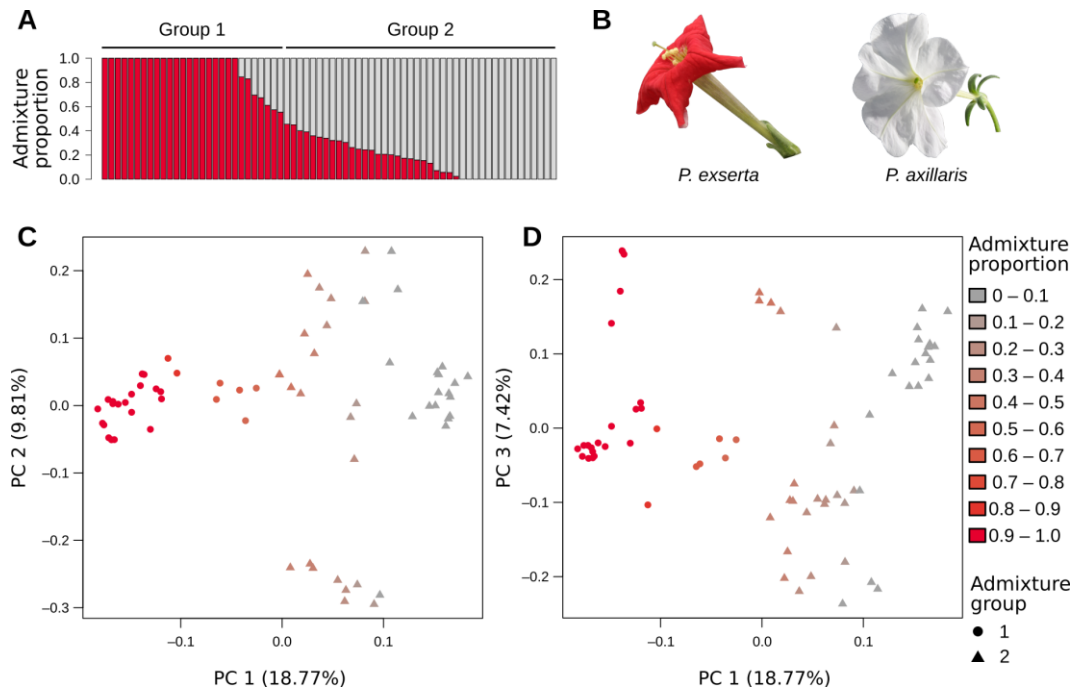 A
Group 1
Group 2
Admixture
proportion
1.0
0.8
0.6
0.4
0.2
0.0
B
P. exserta
P. axillaris
C
PC 2 (9.81%)
0.2
0.1
0.0
−0.1
−0.2
−0.3
−0.1
0.0
0.1
PC 1 (18.77%)
D
PC 3 (7.42%)
0.2
0.1
0.0
−0.1
−0.2
−0.1
0.0
0.1
PC 1 (18.77%)
Admixture
proportion
0 – 0.1
0.1 – 0.2
0.2 – 0.3
0.3 – 0.4
0.4 – 0.5
0.5 – 0.6
0.6 – 0.7
0.7 – 0.8
0.8 – 0.9
0.9 – 1.0
Admixture
group
1
2